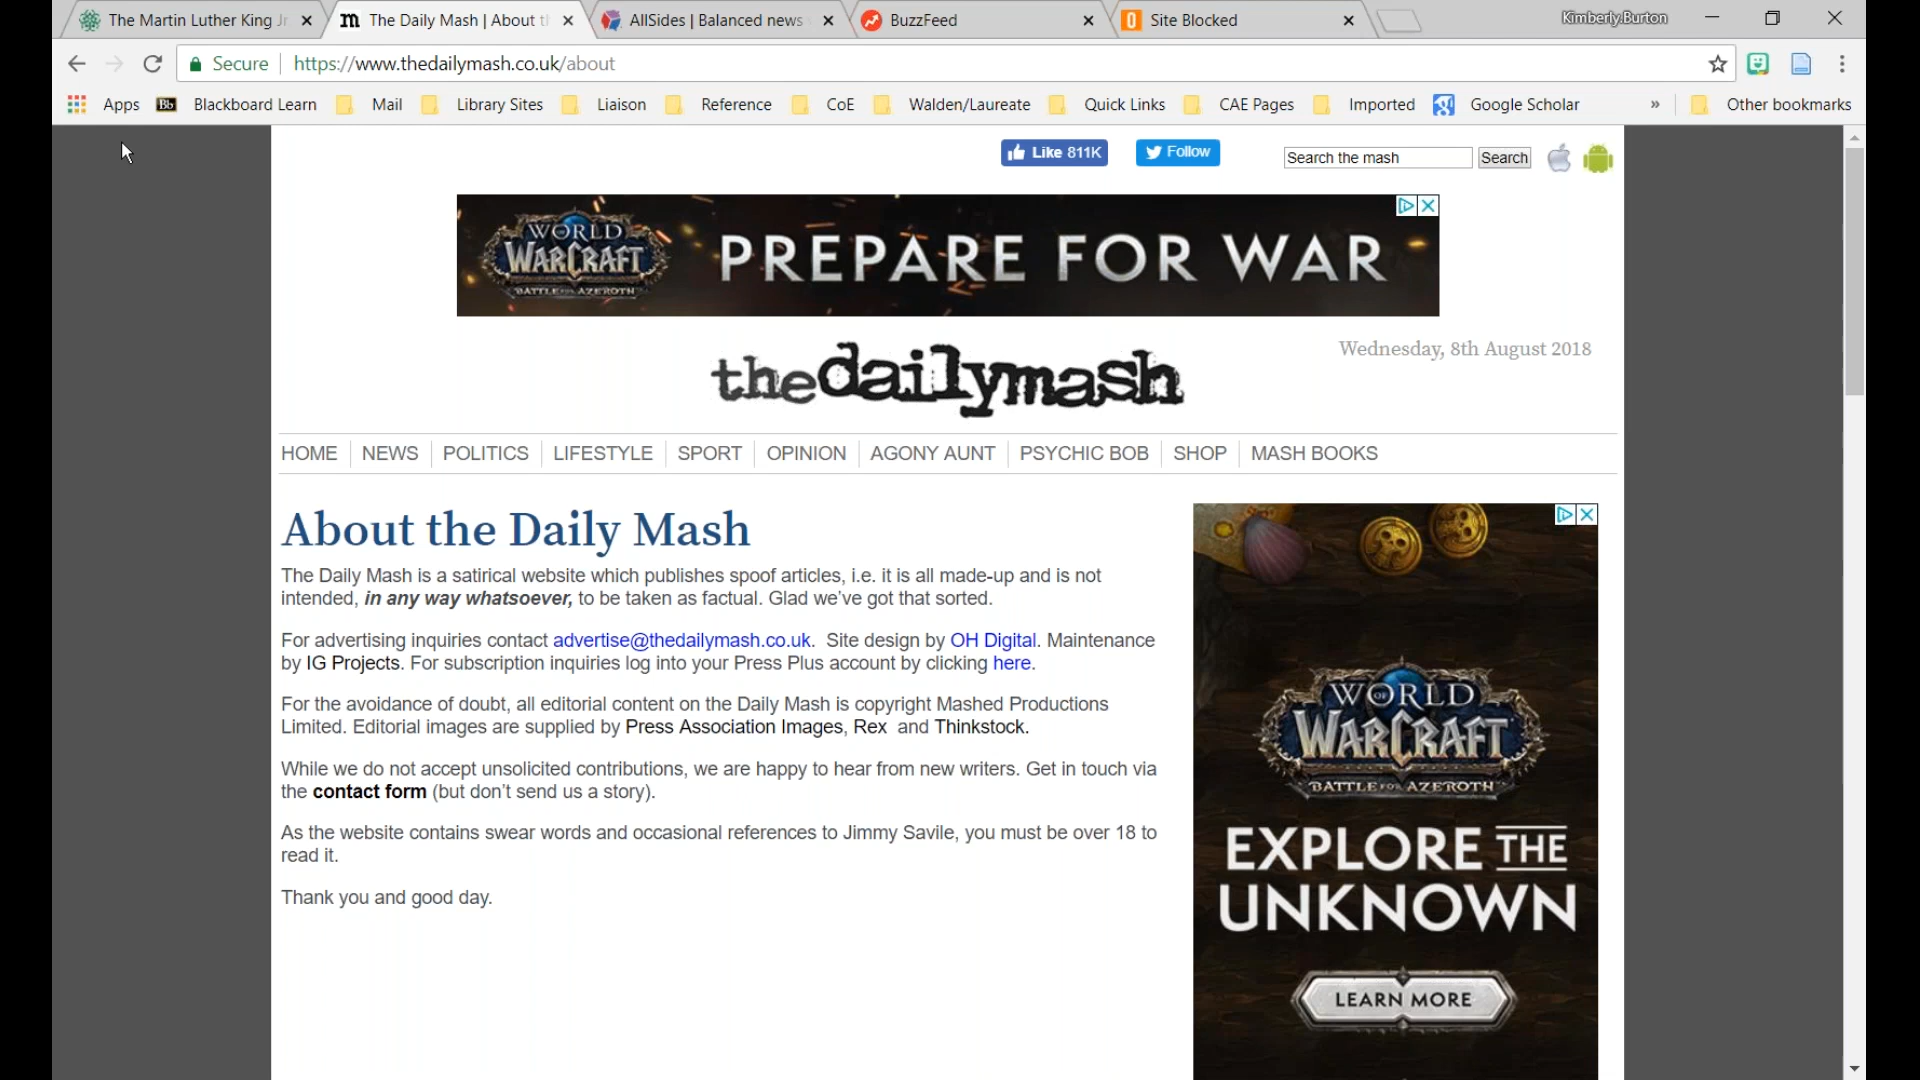 The Martin Luther King Jr
The Daily Mash | About th
AllSides | Balanced news
BuzzFeed
Site Blocked
Kimberly.Burton
Secure
https://www.thedailymash.co.uk/about
Apps
Bb
Blackboard Learn
Mail
Library Sites
Liaison
Reference
CoE
Walden/Laureate
Quick Links
CAE Pages
Imported
Google Scholar
»
Other bookmarks
Like 811K
Follow
Search the mash
Search
WORLD OF WARCRAFT
BATTLE FOR AZEROTH
PREPARE FOR WAR
Wednesday, 8th August 2018
thedailymash
HOME
NEWS
POLITICS
LIFESTYLE
SPORT
OPINION
AGONY AUNT
PSYCHIC BOB
SHOP
MASH BOOKS
About the Daily Mash
The Daily Mash is a satirical website which publishes spoof articles, i.e. it is all made-up and is not
intended, in any way whatsoever, to be taken as factual. Glad we've got that sorted.
For advertising inquiries contact advertise@thedailymash.co.uk. Site design by OH Digital. Maintenance
by IG Projects. For subscription inquiries log into your Press Plus account by clicking here.
For the avoidance of doubt, all editorial content on the Daily Mash is copyright Mashed Productions
Limited. Editorial images are supplied by Press Association Images, Rex and Thinkstock.
While we do not accept unsolicited contributions, we are happy to hear from new writers. Get in touch via
the contact form (but don't send us a story).
As the website contains swear words and occasional references to Jimmy Savile, you must be over 18 to
read it.
Thank you and good day.
WORLD OF
WARCRAFT
BATTLE FOR AZEROTH
EXPLORE THE
UNKNOWN
LEARN MORE